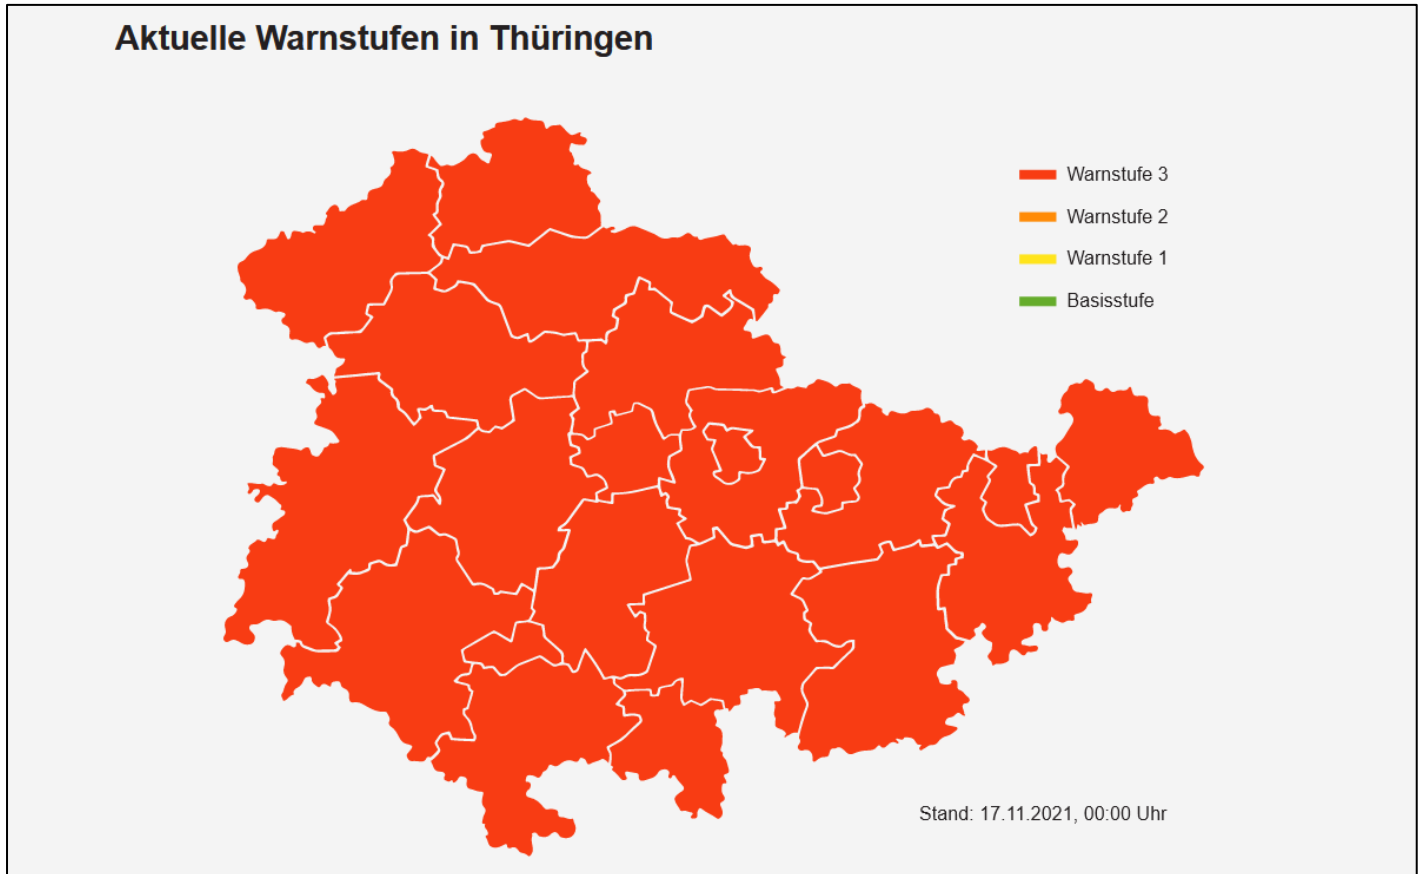 Aktuelle Warnstufen in Thüringen
Warnstufe 3
Warnstufe 2
Warnstufe 1
Basisstufe
Stand: 17.11.2021, 00:00 Uhr